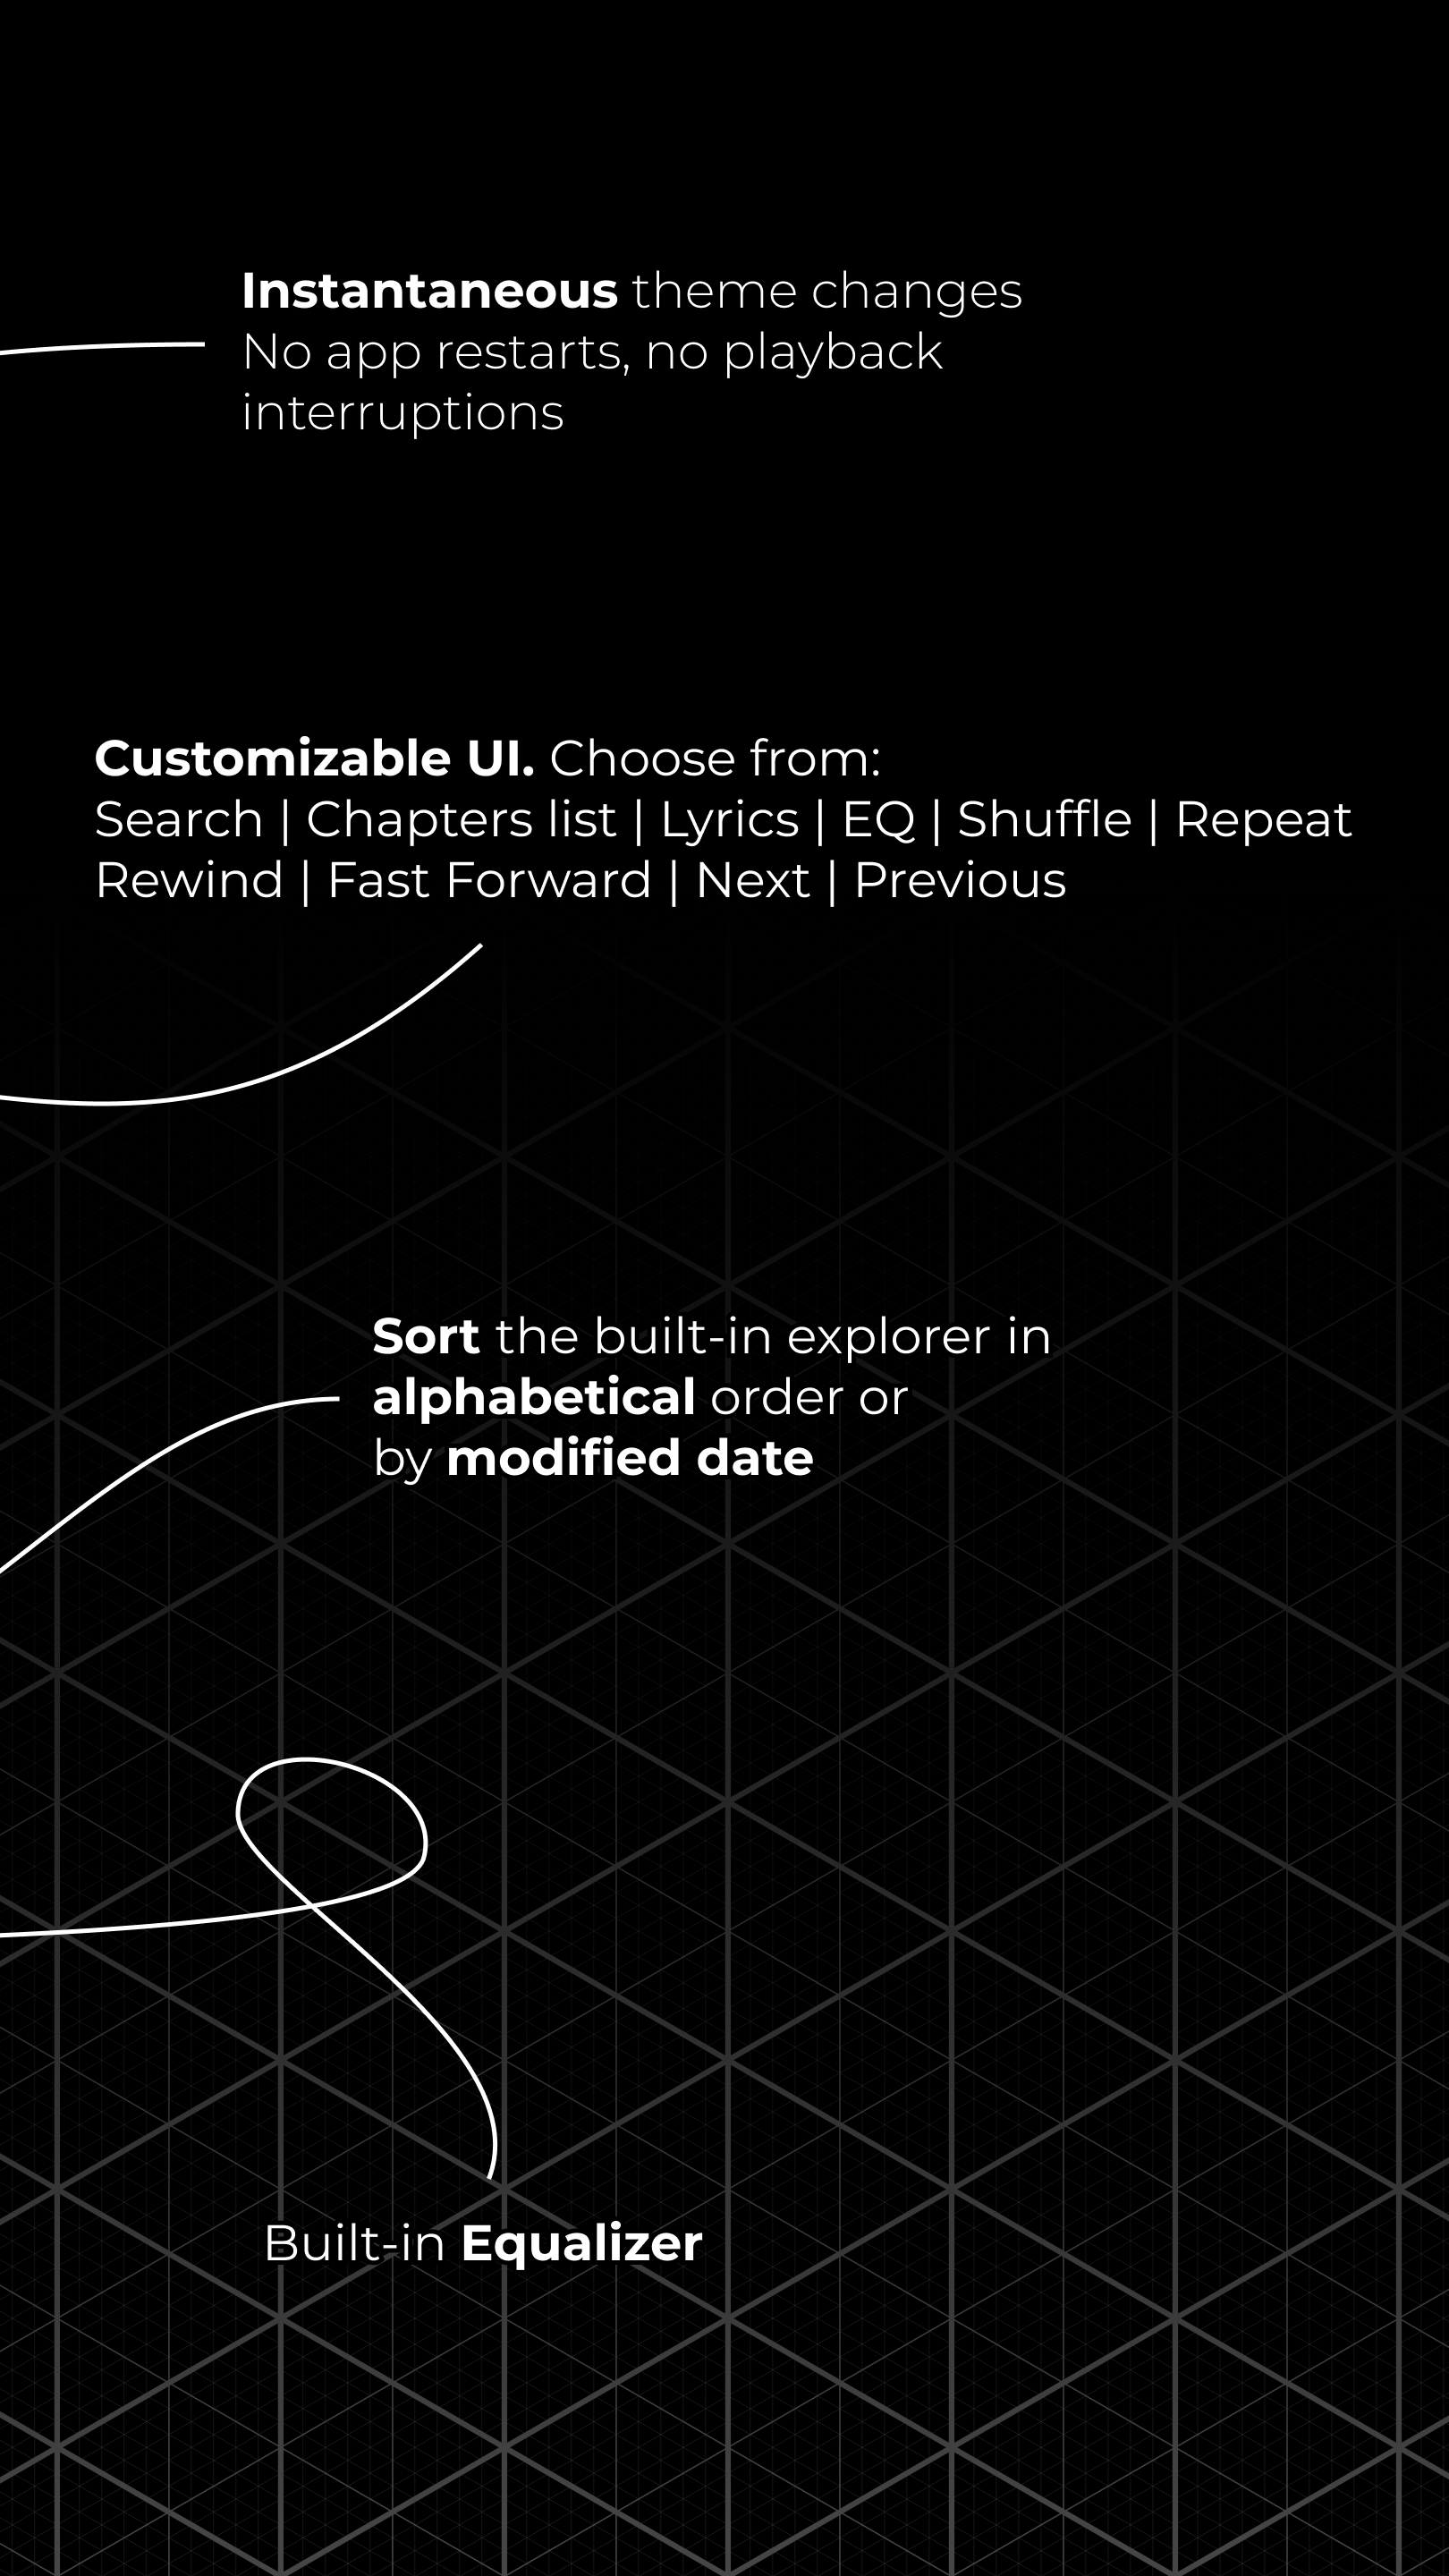 Instantaneous theme changes
No app restarts, no playback
interruptions
Customizable UI. Choose from:
Search | Chapters list | Lyrics | EQ | Shuffle | Repeat
Rewind | Fast Forward | Next | Previous
Sort the built-in explorer in
alphabetical order or
by modified date
Built-in Equalizer